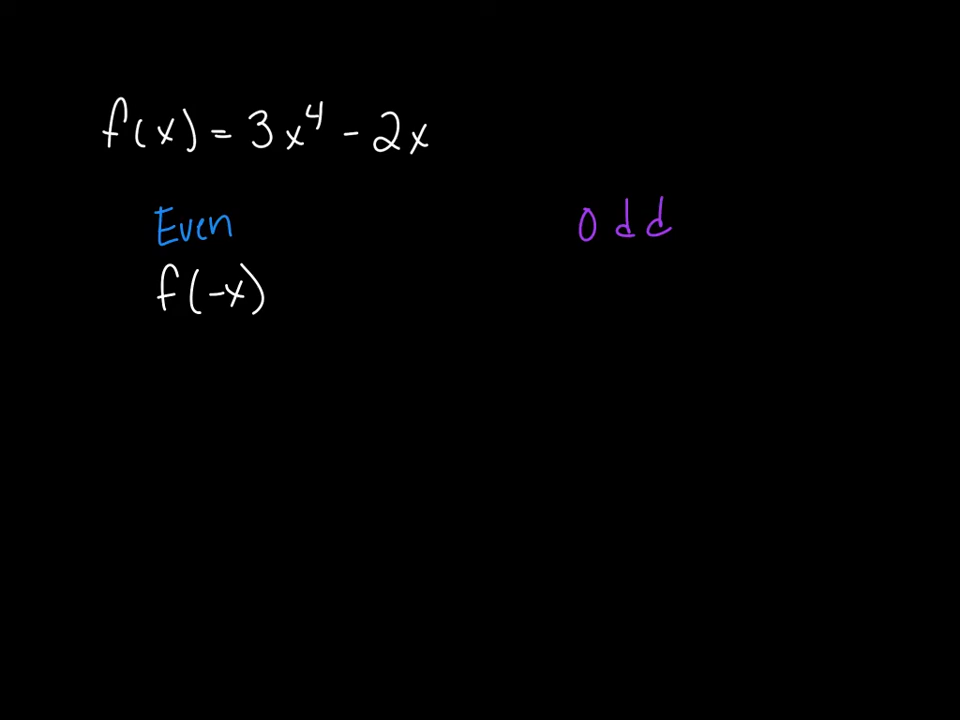 f(x) = 3x⁴ - 2x
Even Odd
f(-x)